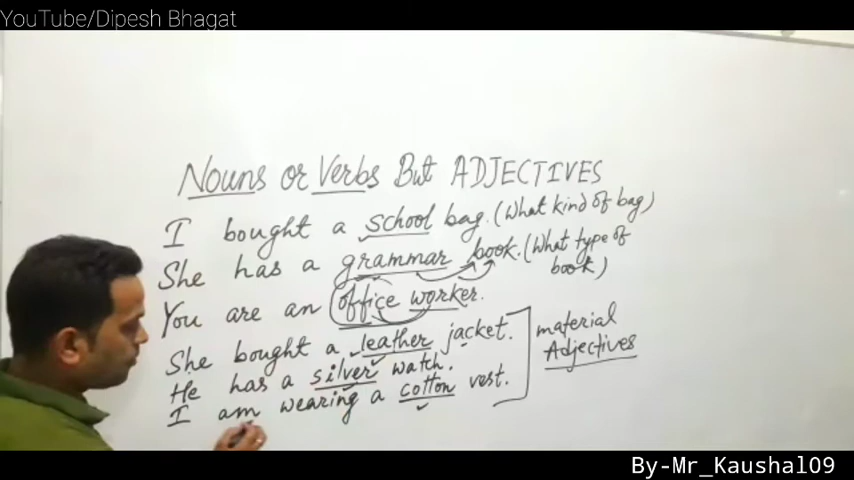 YouTube/Dipesh Bhagat
Nouns or Verbs But ADJECTIVES
I bought a school bag. (What kind of bag)
She has a grammar book. (What type of
book)
You are an office worker.
She bought a leather jacket.
He has a silver watch.
I am wearing a cotton vest.
material
Adjectives
By-Mr_Kaushal09